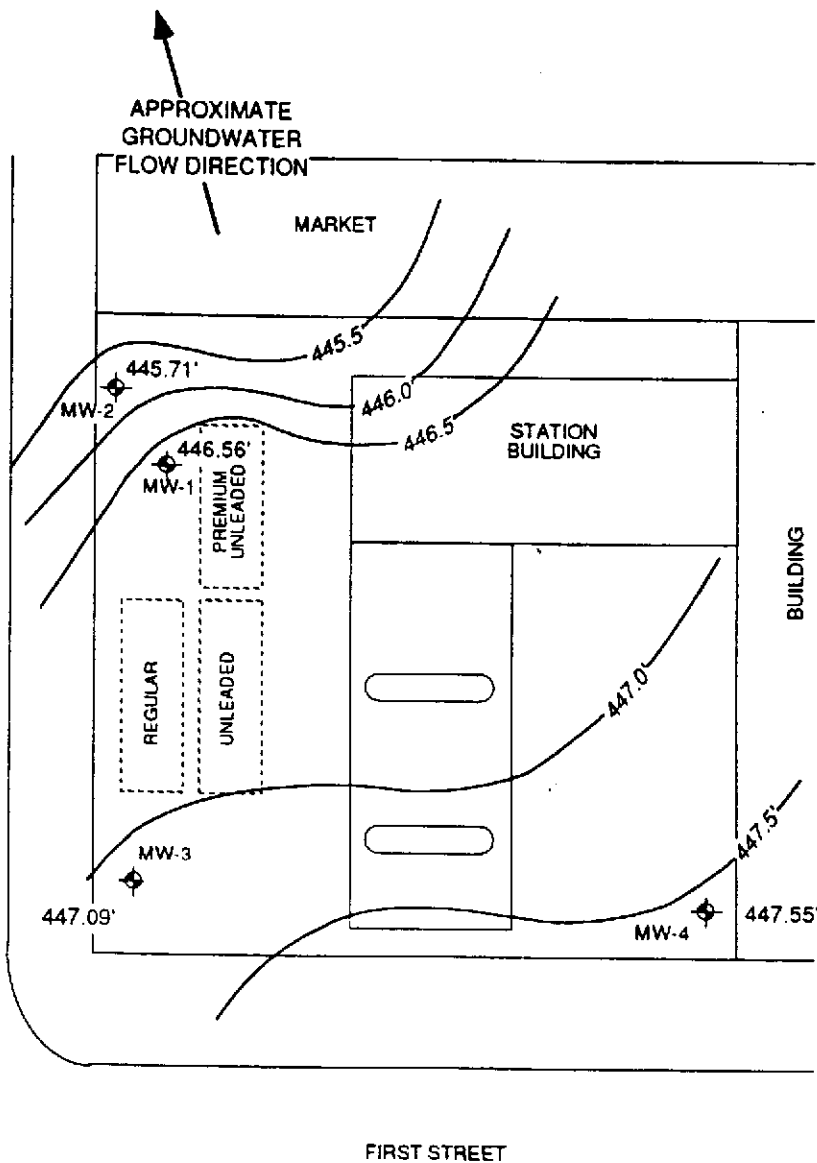 APPROXIMATE
GROUNDWATER
FLOW DIRECTION
MARKET
445.5'
445.71'
MW-2
446.0'
446.5'
STATION
BUILDING
446.56'
MW-1
PREMIUM
UNLEADED
BUILDING
REGULAR
UNLEADED
447.0'
MW-3
447.5'
447.09'
MW-4
447.55'
FIRST STREET